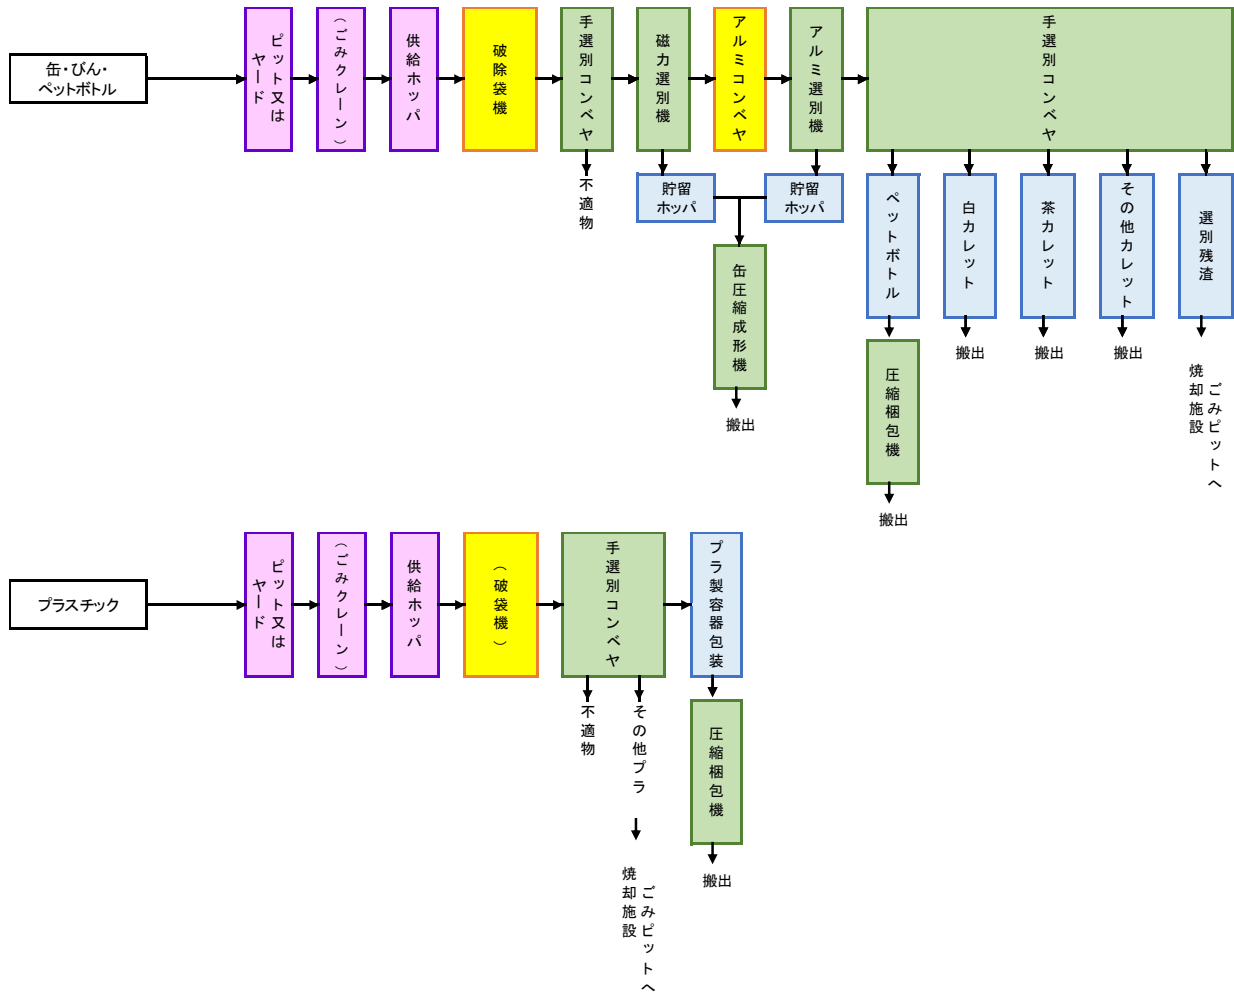 缶・びん・
ペットボトル
ピット又は
ヤード
（ごみクレーン）
供給ホッパ
破除袋機
手選別コンベヤ
磁力選別機
アルミコンベヤ
アルミ選別機
手選別コンベヤ
不適物
貯留
ホッパ
貯留
ホッパ
缶圧縮成形機
搬出
ペットボトル
白カレット
茶カレット
その他カレット
選別残渣
圧縮梱包機
搬出
搬出
搬出
搬出
ごみピットへ
焼却施設
プラスチック
ピット又は
ヤード
（ごみクレーン）
供給ホッパ
（破袋機）
手選別コンベヤ
プラ製容器包装
不適物
その他プラ
圧縮梱包機
搬出
ごみピットへ
焼却施設